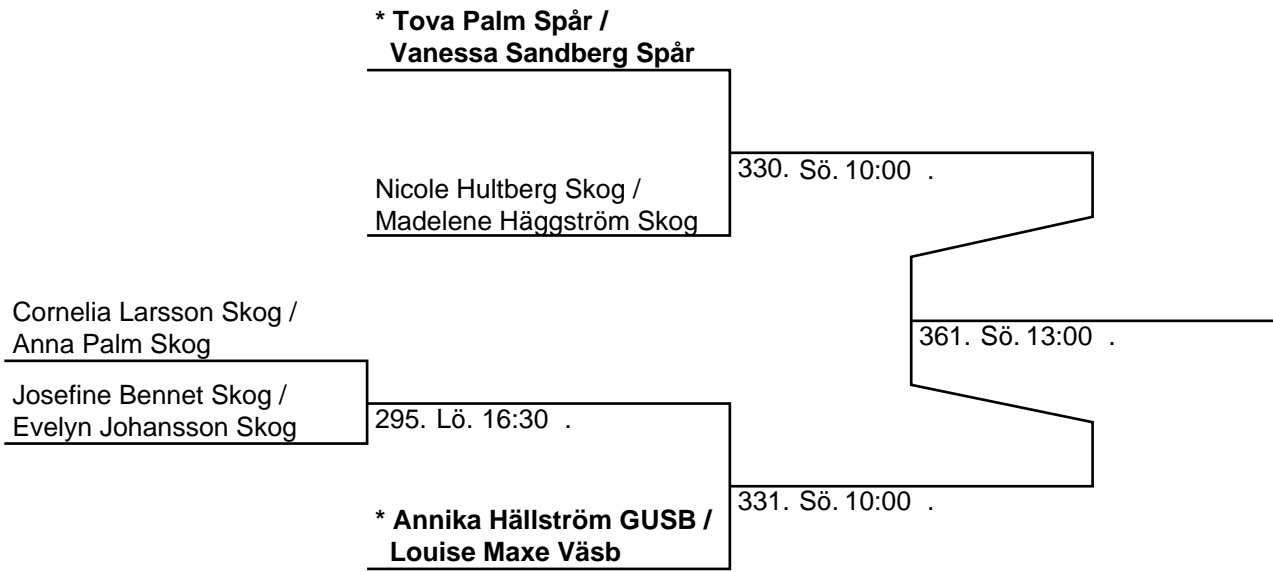 * Tova Palm Spår /
Vanessa Sandberg Spår
330. Sö. 10:00 .
Nicole Hultberg Skog /
Madelene Häggström Skog
Cornelia Larsson Skog /
Anna Palm Skog
361. Sö. 13:00 .
Josefine Bennet Skog /
Evelyn Johansson Skog
295. Lö. 16:30 .
331. Sö. 10:00 .
* Annika Hällström GUSB /
Louise Maxe Väsb